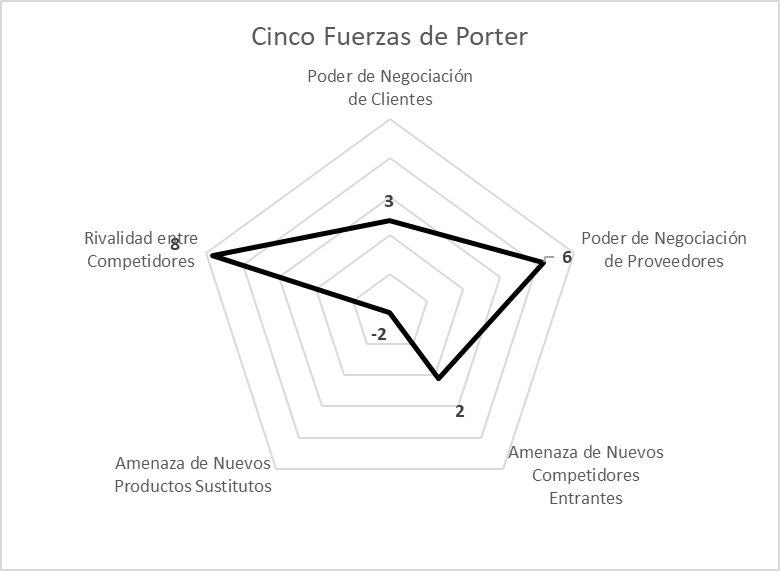 Cinco Fuerzas de Porter
Poder de Negociación
de Clientes
3
Rivalidad entre
Competidores
8
Poder de Negociación
de Proveedores
6
-2
2
Amenaza de Nuevos
Productos Sustitutos
Amenaza de Nuevos
Competidores
Entrantes